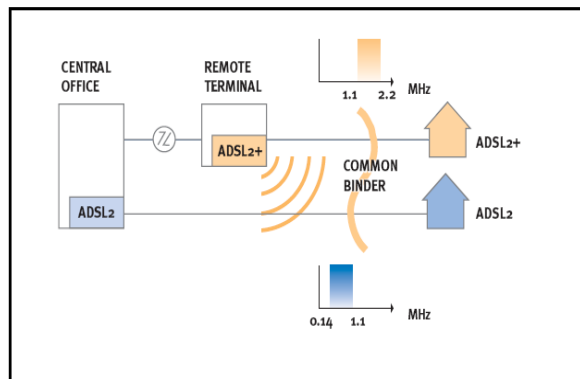 CENTRAL
OFFICE
REMOTE
TERMINAL
MHz
1.1 2.2
ADSL2+
ADSL2+
COMMON
BINDER
ADSL2
ADSL2
MHz
0.14 1.1